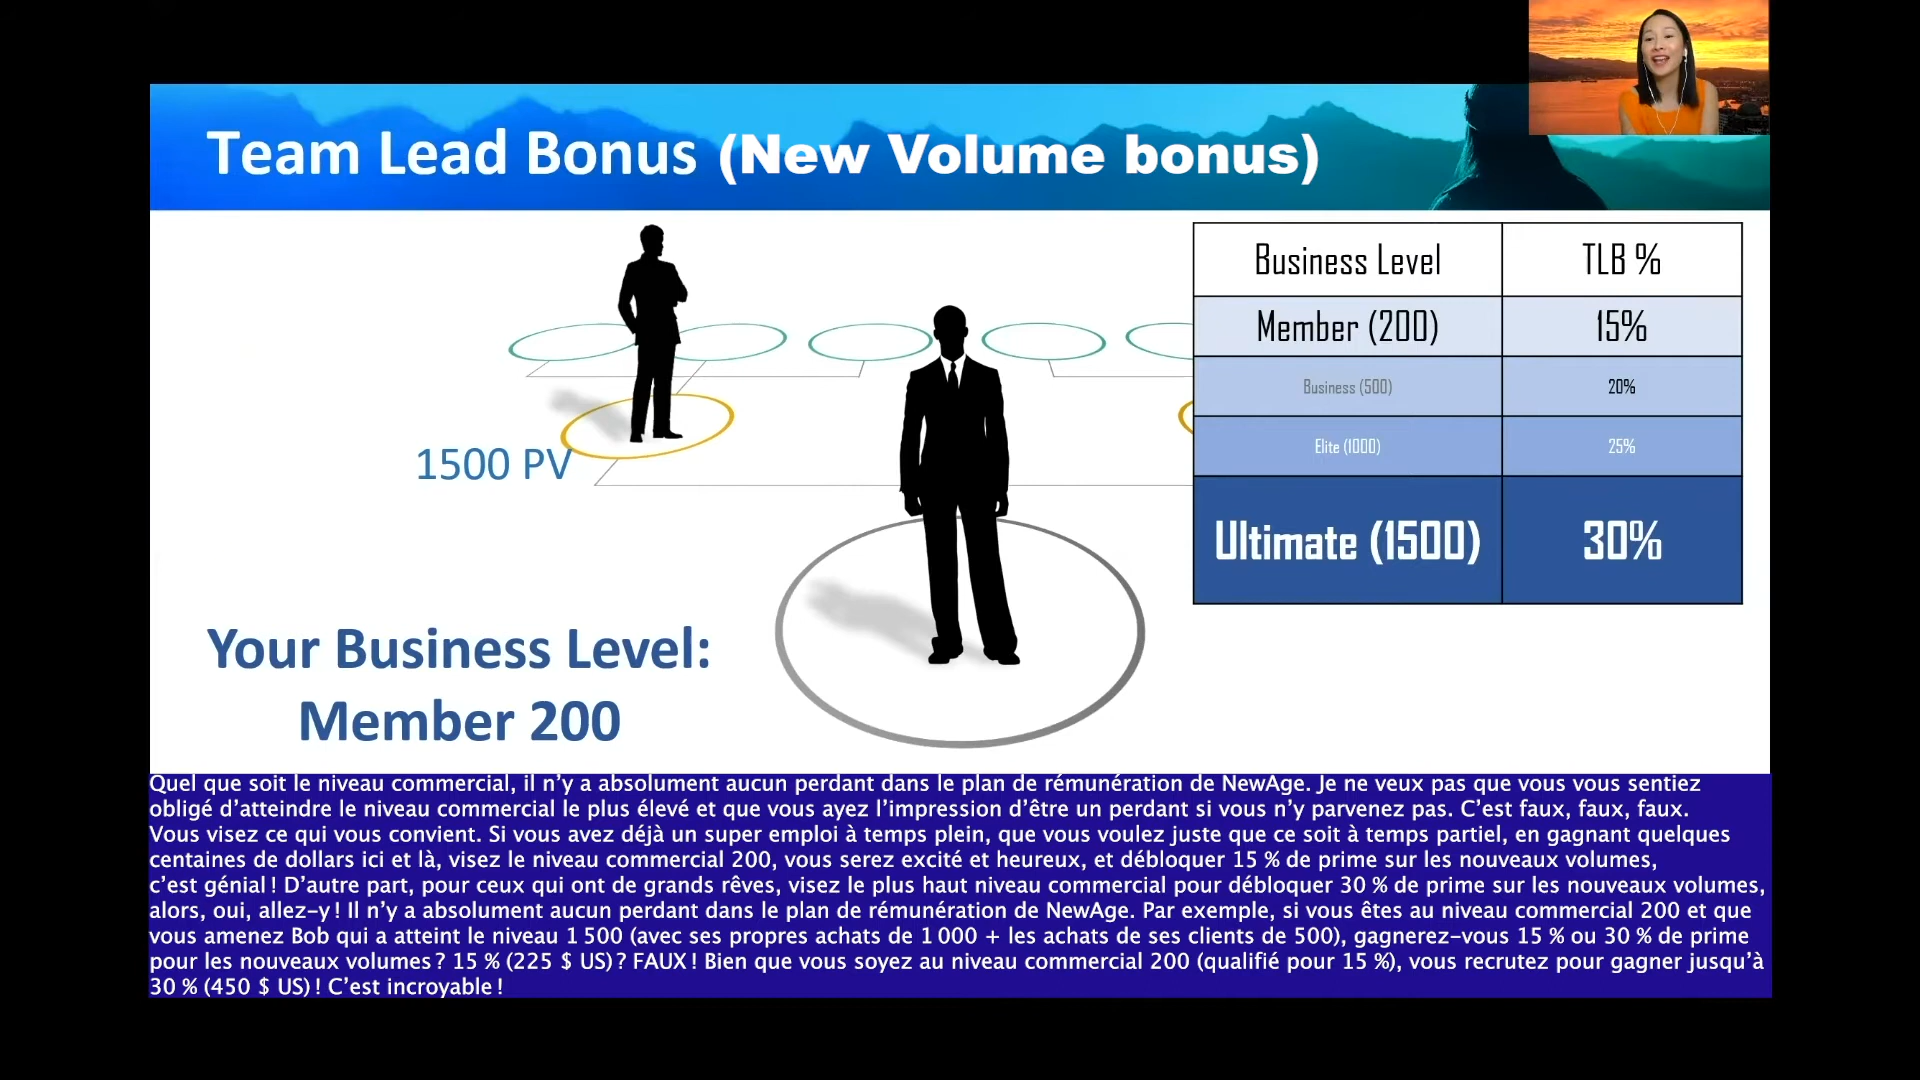 Team Lead Bonus (New Volume bonus)
Business Level TLB %
Member (200) 15%
Business (500) 20%
Elite (1000) 25%
Ultimate (1500) 30%
1500 PV
Your Business Level:
Member 200
Quel que soit le niveau commercial, il n’y a absolument aucun perdant dans le plan de rémunération de NewAge. Je ne veux pas que vous vous sentiez
obligé d’atteindre le niveau commercial le plus élevé et que vous ayez l’impression d’être un perdant si vous n’y parvenez pas. C’est faux, faux, faux.
Vous visez ce qui vous convient. Si vous avez déjà un super emploi à temps plein, que vous voulez juste que ce soit à temps partiel, en gagnant quelques
centaines de dollars ici et là, visez le niveau commercial 200, vous serez excité et heureux, et débloquer 15 % de prime sur les nouveaux volumes,
c’est génial ! D’autre part, pour ceux qui ont de grands rêves, visez le plus haut niveau commercial pour débloquer 30 % de prime sur les nouveaux volumes,
alors, oui, allez-y ! Il n’y a absolument aucun perdant dans le plan de rémunération de NewAge. Par exemple, si vous êtes au niveau commercial 200 et que
vous amenez Bob qui a atteint le niveau 1 500 (avec ses propres achats de 1 000 + les achats de ses clients de 500), gagnerez-vous 15 % ou 30 % de prime
pour les nouveaux volumes ? 15 % (225 $ US) ? FAUX ! Bien que vous soyez au niveau commercial 200 (qualifié pour 15 %), vous recrutez pour gagner jusqu’à
30 % (450 $ US) ! C’est incroyable !